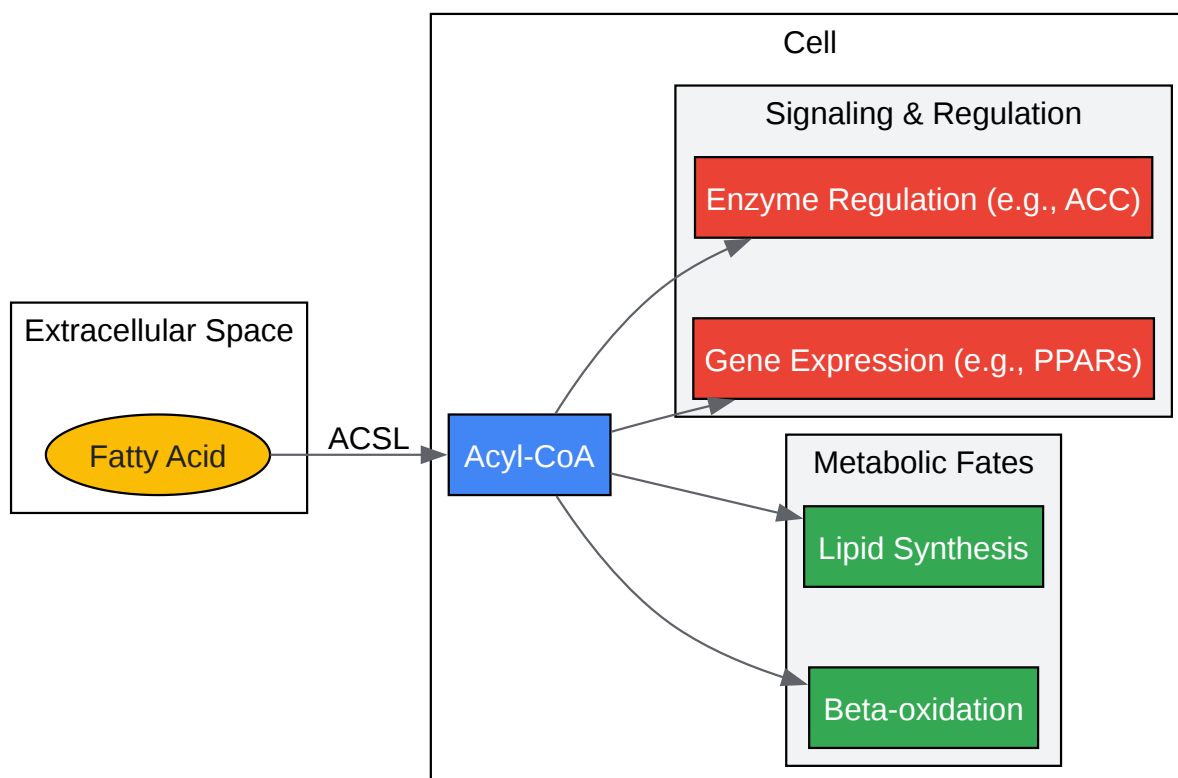 Cell
Signaling & Regulation
Enzyme Regulation (e.g., ACC)
Gene Expression (e.g., PPARs)
Extracellular Space
Fatty Acid
ACSL
Acyl-CoA
Metabolic Fates
Lipid Synthesis
Beta-oxidation